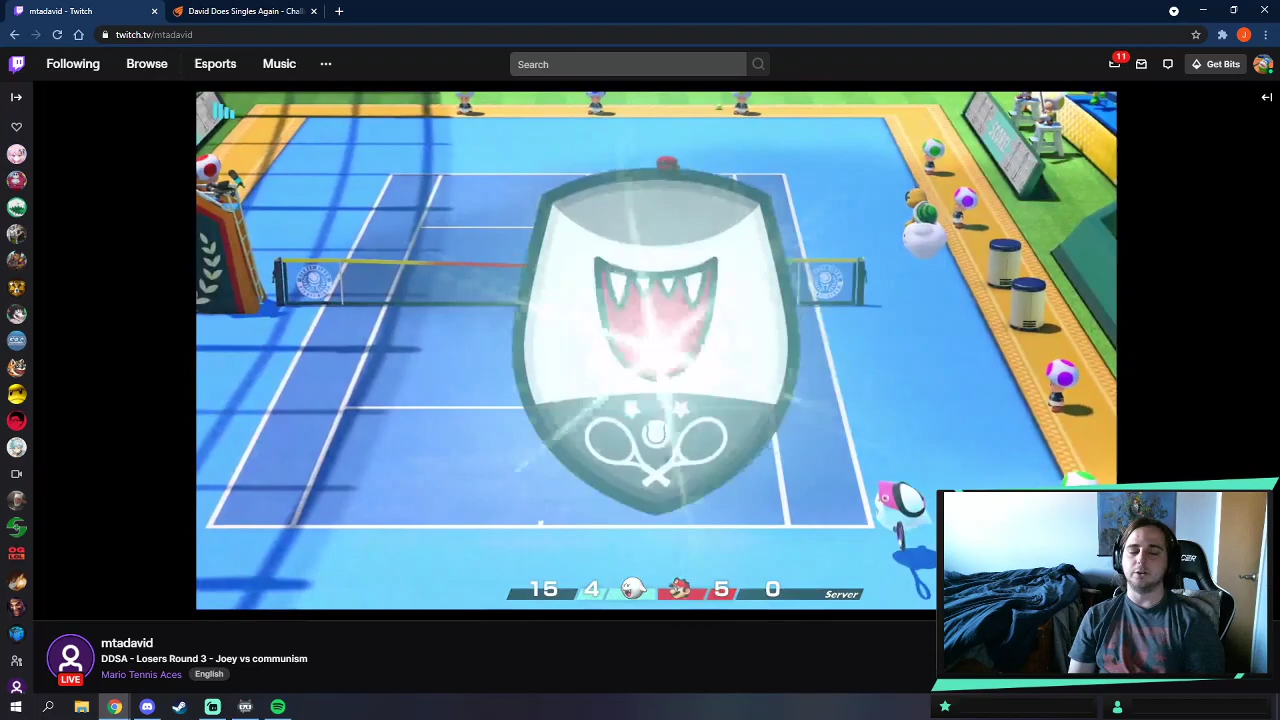 mtadavid - Twitch
David Does Singles Again - Chall
twitch.tv/mtadavid
Following
Browse
Esports
Music
Search
11
Get Bits
J
15 4 5 0 Server
mtadavid
DDSA - Losers Round 3 - Joey vs communism
LIVE
Mario Tennis Aces
English
OG